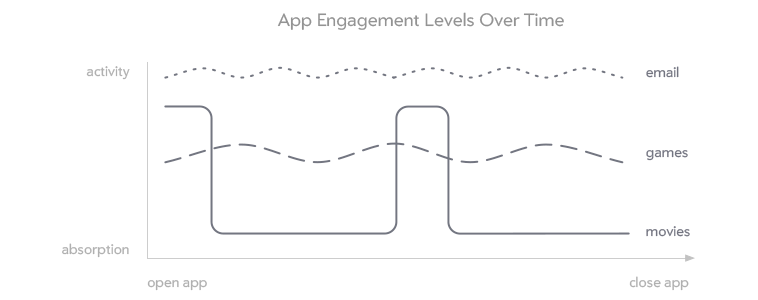 App Engagement Levels Over Time
activity
email
games
movies
absorption
open app
close app